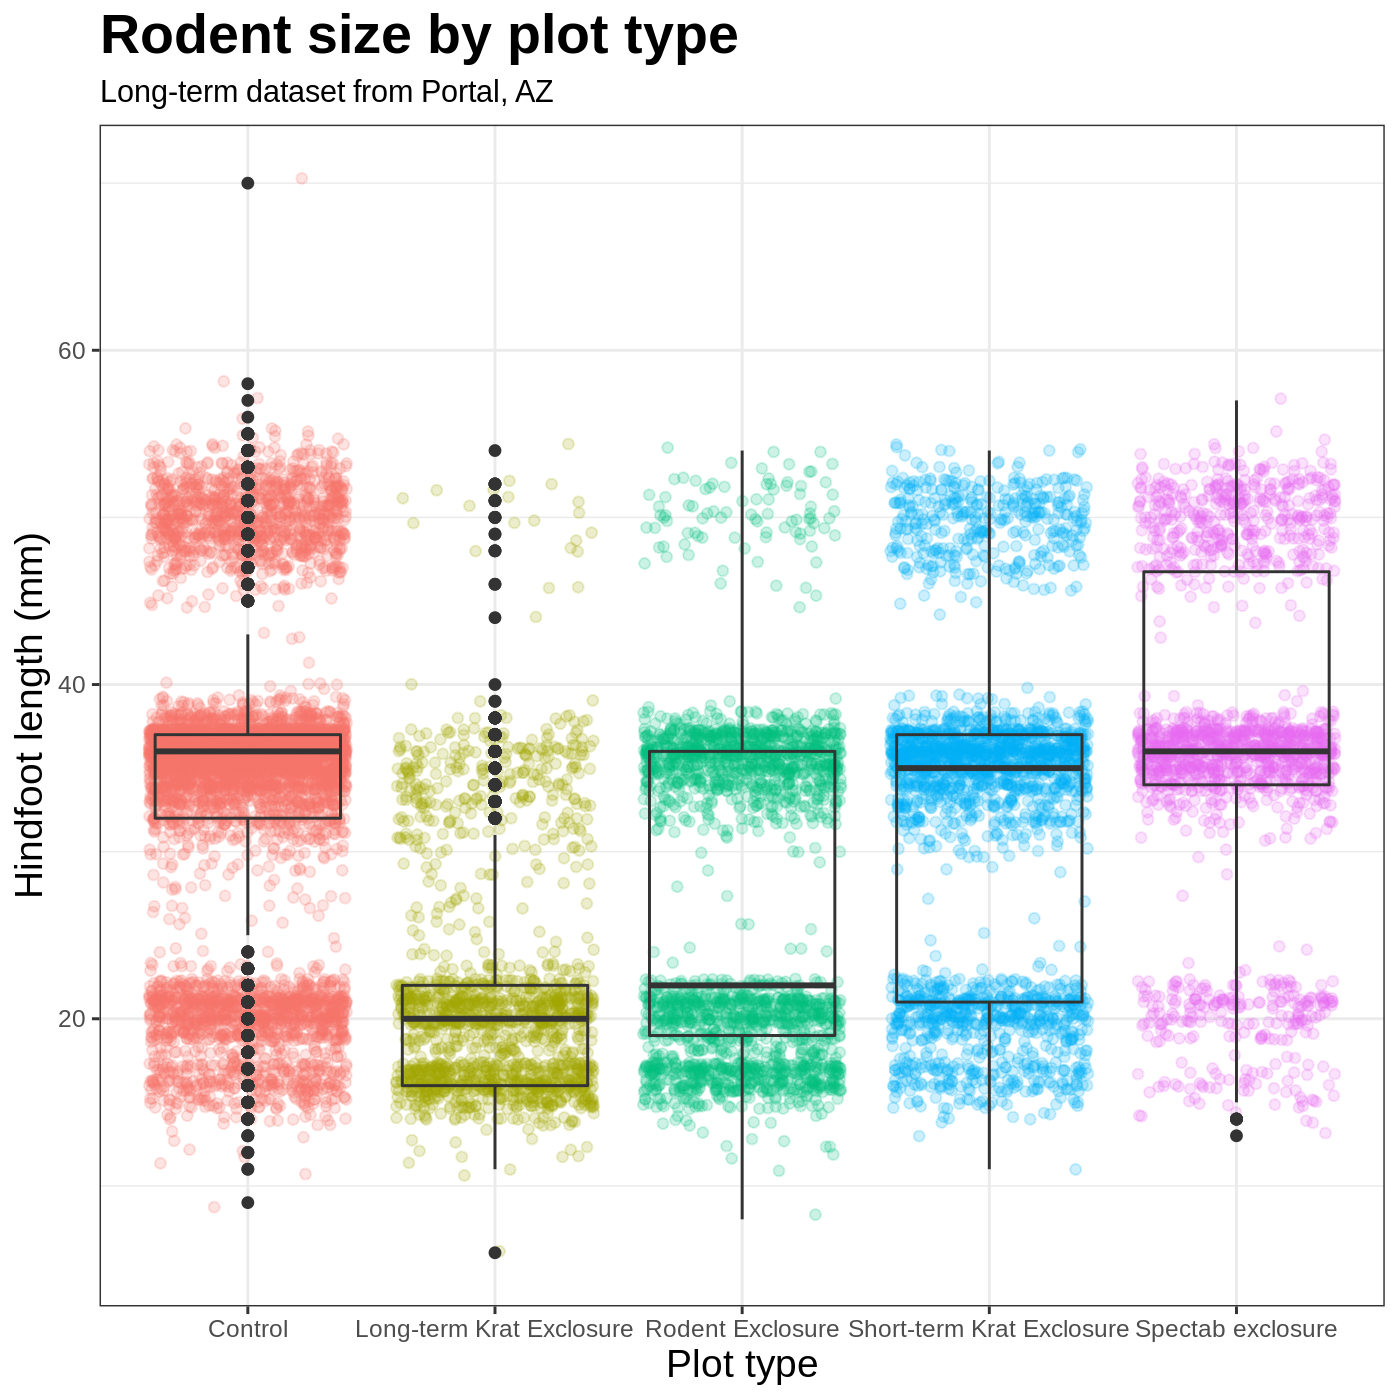 Rodent size by plot type
Long-term dataset from Portal, AZ
Hindfoot length (mm)
60
40
20
Control Long-term Krat Exclosure Rodent Exclosure Short-term Krat Exclosure Spectab exclosure
Plot type